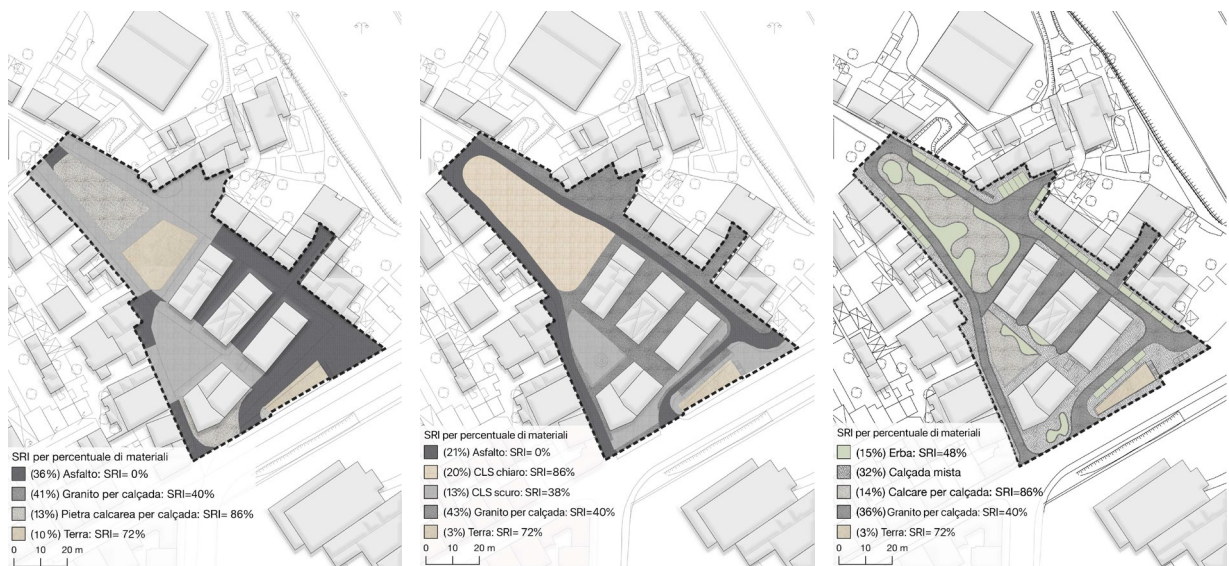 SRI per percentuale di materiali
(36%) Asfalto: SRI= 0%
(41%) Granito per calçada: SRI=40%
(13%) Pietra calcarea per calçada: SRI= 86%
(10%) Terra: SRI= 72%
0 10 20 m
SRI per percentuale di materiali
(21%) Asfalto: SRI= 0%
(20%) CLS chiaro: SRI=86%
(13%) CLS scuro: SRI=38%
(43%) Granito per calçada: SRI=40%
(3%) Terra: SRI= 72%
0 10 20 m
SRI per percentuale di materiali
(15%) Erba: SRI=48%
(32%) Calçada mista
(14%) Calcare per calçada: SRI=86%
(36%) Granito per calçada: SRI=40%
(3%) Terra: SRI= 72%
0 10 20 m